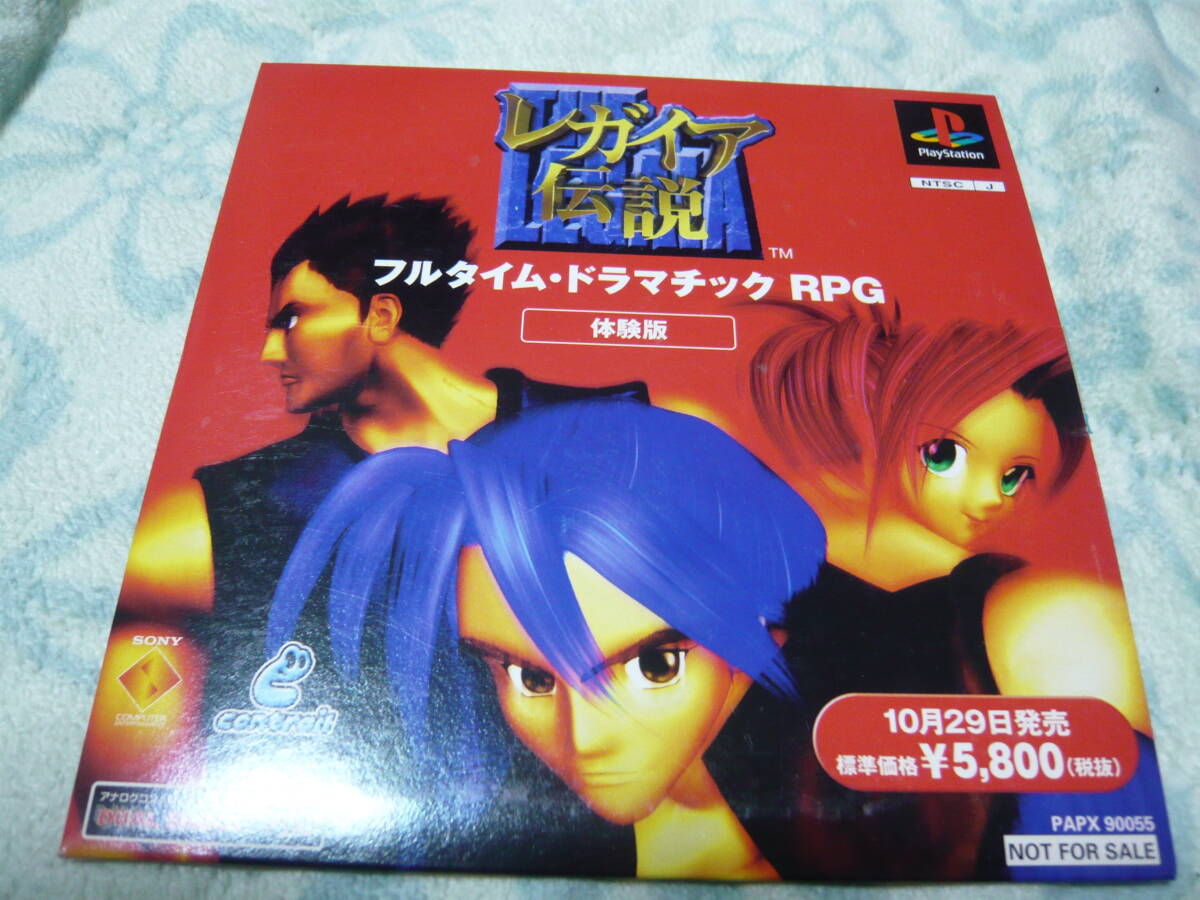 レガイア
伝説
TM
PlayStation
NTSC J
フルタイム・ドラマチック RPG
体験版
SONY
COMPUTER
ENTERTAINMENT
contrail
10月29日発売
標準価格 ¥5,800(税抜)
アナログコ
PAPX 90055
NOT FOR SALE